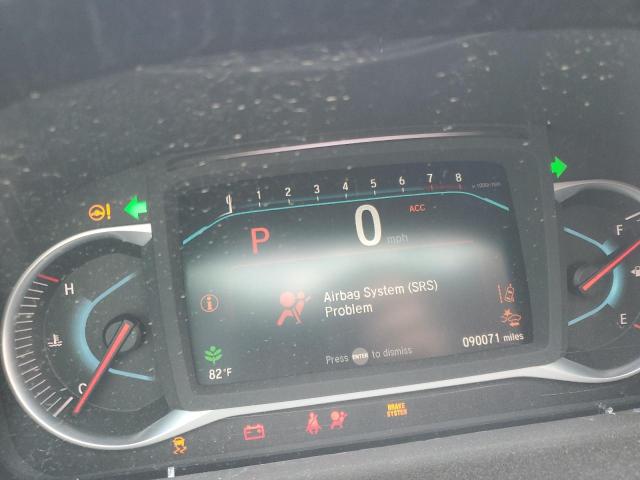 1 2 3 4 5 6 7 8 x 1000r/min
P 0 mph
ACC
H
F
Airbag System (SRS)
Problem
Press ENTER to dismiss
C
E
82°F
090071 miles
BRAKE
SYSTEM